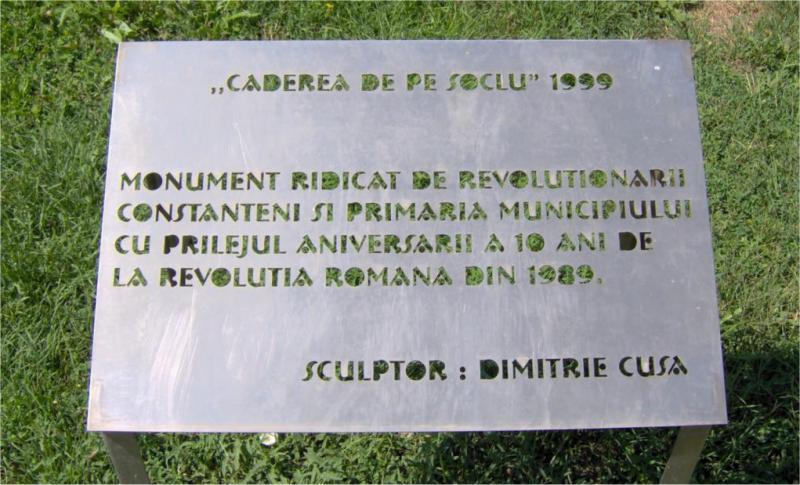 „CADEREA DE PE SOCLU” 1999
MONUMENT RIDICAT DE REVOLUTIONARII
CONSTANTENI SI PRIMARIA MUNICIPIULUI
CU PRILEJUL ANIVERSARII A 10 ANI DE
LA REVOLUTIA ROMANA DIN 1989.
SCULPTOR : DIMITRIE CUSA